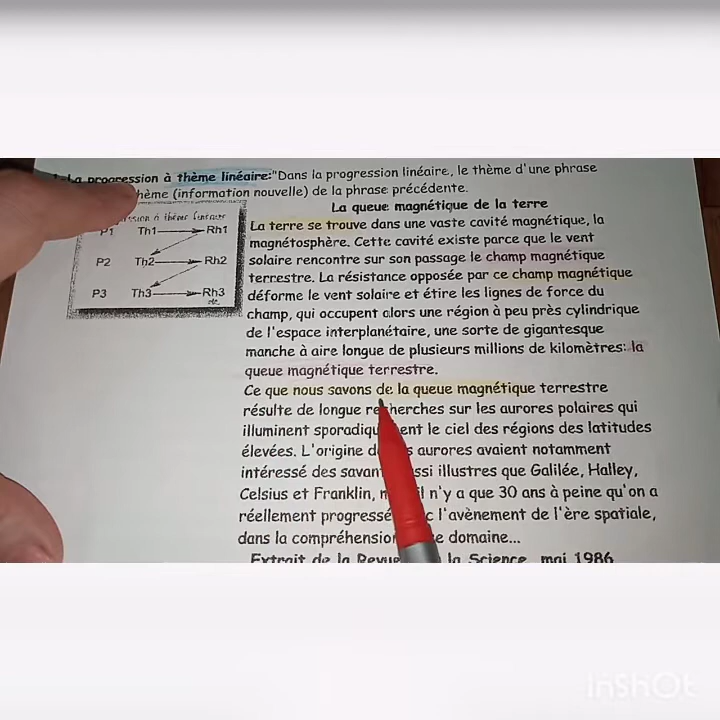 La progression à thème linéaire:"Dans la progression linéaire, le thème d'une phrase
hème (information nouvelle) de la phrase précédente.
La queue magnétique de la terre
ession à thème linéaire
P1 Th1 Rh1
P2 Th2 Rh2
P3 Th3 Rh3
etc
La terre se trouve dans une vaste cavité magnétique, la
magnétosphère. Cette cavité existe parce que le vent
solaire rencontre sur son passage le champ magnétique
terrestre. La résistance opposée par ce champ magnétique
déforme le vent solaire et étire les lignes de force du
champ, qui occupent alors une région à peu près cylindrique
de l'espace interplanétaire, une sorte de gigantesque
manche à aire longue de plusieurs millions de kilomètres: la
queue magnétique terrestre.
Ce que nous savons de la queue magnétique terrestre
résulte de longue recherches sur les aurores polaires qui
illuminent sporadiquement le ciel des régions des latitudes
élevées. L'origine de s aurores avaient notamment
intéressé des savant ssi illustres que Galilée, Halley,
Celsius et Franklin, il n'y a que 30 ans à peine qu'on a
réellement progressé c l'avènement de l'ère spatiale,
dans la compréhension e domaine...
Extrait de la Revue la Science, mai 1986
InShOt